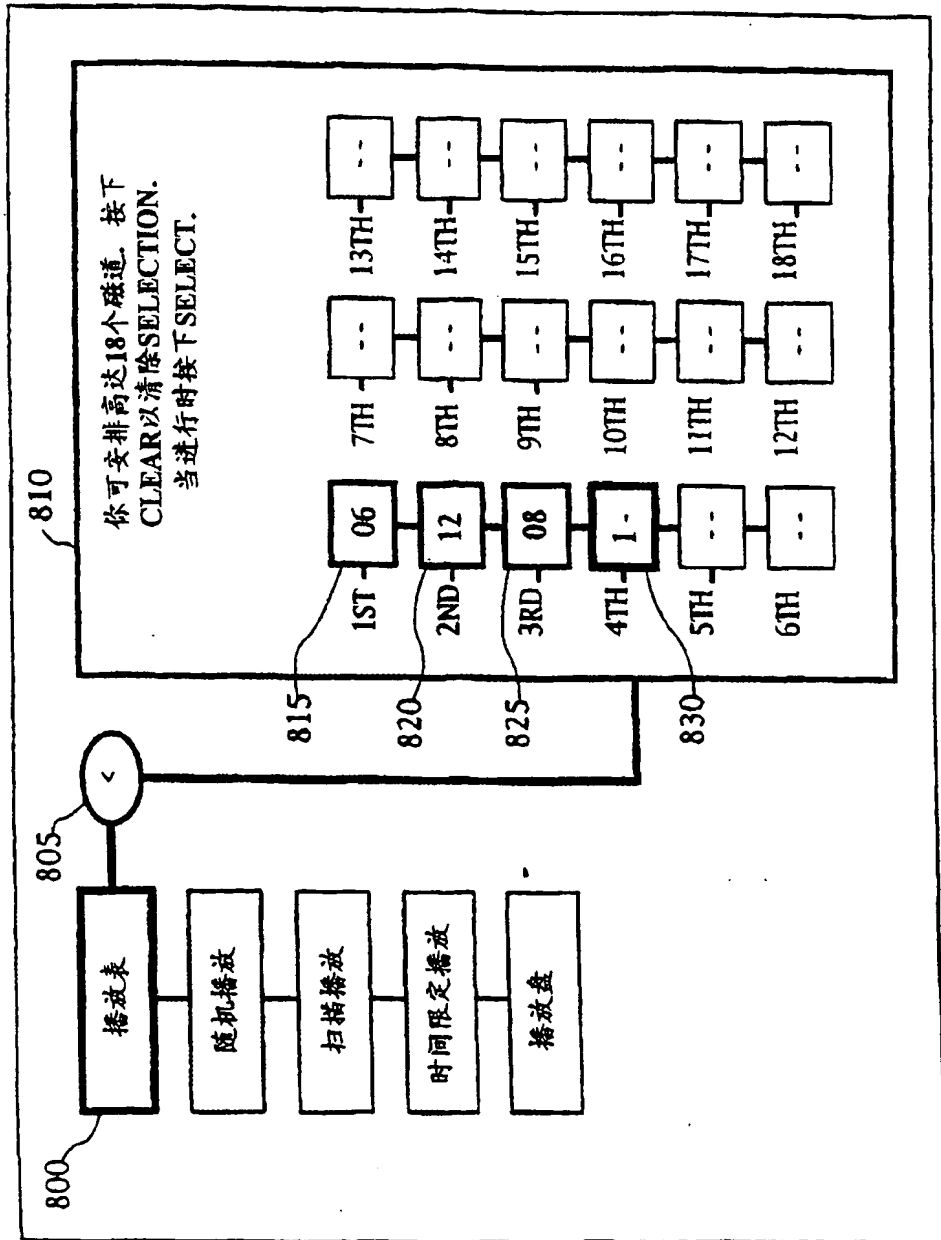 810
你可安排高达18个磁道. 按下
CLEAR以清除SELECTION.
当进行时按下SELECT.
800
805
<
播放表
随机播放
扫描播放
时间限定播放
播放盘
815
820
825
830
1ST 06
2ND 12
3RD 08
4TH 1-
5TH --
6TH --
7TH --
8TH --
9TH --
10TH --
11TH --
12TH --
13TH --
14TH --
15TH --
16TH --
17TH --
18TH --